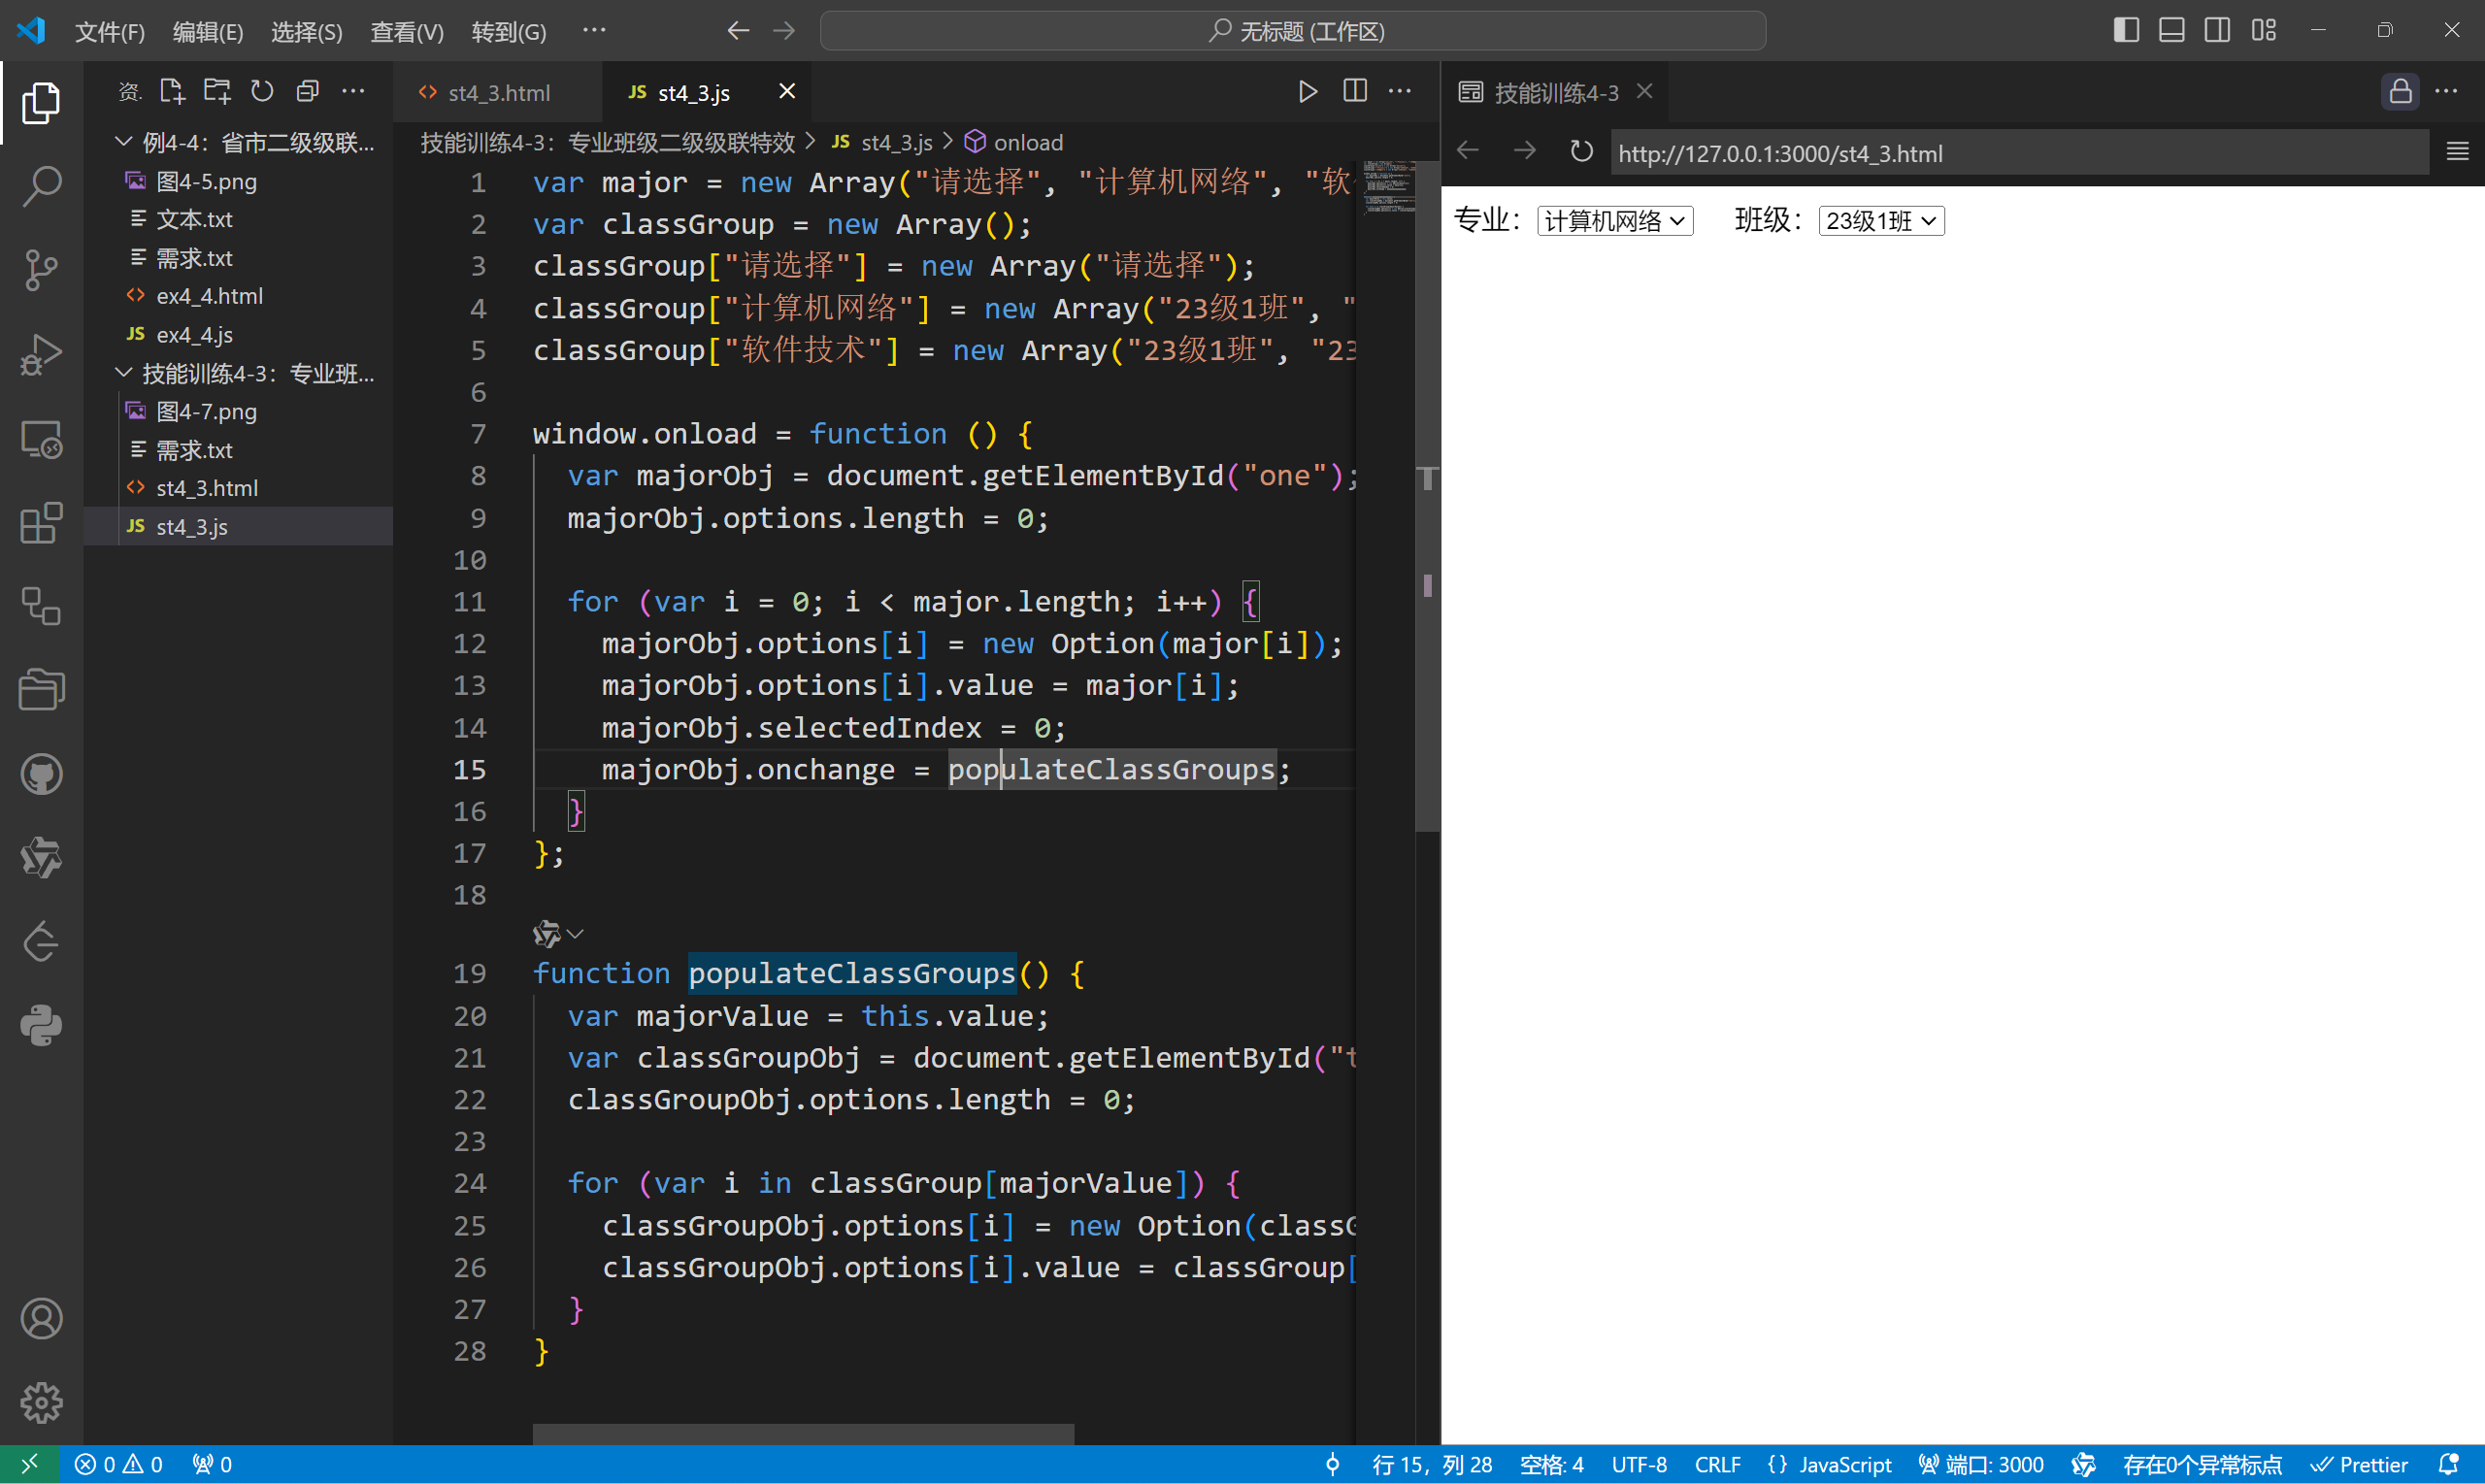 文件(F) 编辑(E) 选择(S) 查看(V) 转到(G) ··· 无标题 (工作区)
资. ···
例4-4：省市二级级联...
图4-5.png
文本.txt
需求.txt
ex4_4.html
JS ex4_4.js
技能训练4-3：专业班...
图4-7.png
需求.txt
st4_3.html
JS st4_3.js
st4_3.html JS st4_3.js
技能训练4-3：专业班级二级级联特效 > JS st4_3.js > onload
1 var major = new Array("请选择", "计算机网络", "软
2 var classGroup = new Array();
3 classGroup["请选择"] = new Array("请选择");
4 classGroup["计算机网络"] = new Array("23级1班", "
5 classGroup["软件技术"] = new Array("23级1班", "23
6
7 window.onload = function () {
8 var majorObj = document.getElementById("one");
9 majorObj.options.length = 0;
10
11 for (var i = 0; i < major.length; i++) {
12 majorObj.options[i] = new Option(major[i]);
13 majorObj.options[i].value = major[i];
14 majorObj.selectedIndex = 0;
15 majorObj.onchange = populateClassGroups;
16 }
17 };
18
19 function populateClassGroups() {
20 var majorValue = this.value;
21 var classGroupObj = document.getElementById("t
22 classGroupObj.options.length = 0;
23
24 for (var i in classGroup[majorValue]) {
25 classGroupObj.options[i] = new Option(classG
26 classGroupObj.options[i].value = classGroup[
27 }
28 }
技能训练4-3
http://127.0.0.1:3000/st4_3.html
专业： 计算机网络 班级： 23级1班
0 0 0 行 15，列 28 空格: 4 UTF-8 CRLF {} JavaScript 端口: 3000 存在0个异常标点 Prettier